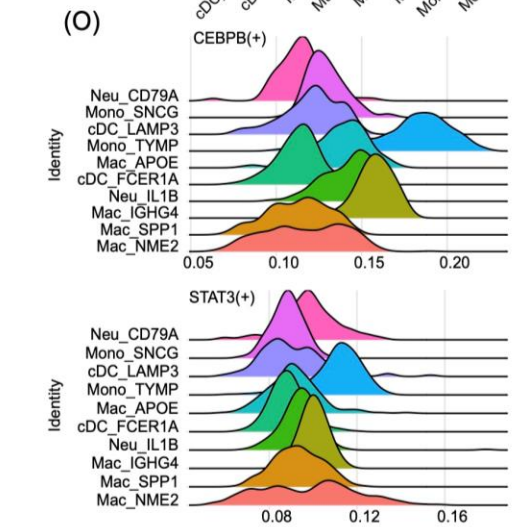 (O)
CEBPB(+)
Neu_CD79A
Mono_SNCG
cDC_LAMP3
Mono_TYMP
Mac_APOE
cDC_FCER1A
Neu_IL1B
Mac_IGHG4
Mac_SPP1
Mac_NME2
Identity
0.05 0.10 0.15 0.20
STAT3(+)
Neu_CD79A
Mono_SNCG
cDC_LAMP3
Mono_TYMP
Mac_APOE
cDC_FCER1A
Neu_IL1B
Mac_IGHG4
Mac_SPP1
Mac_NME2
Identity
0.08 0.12 0.16